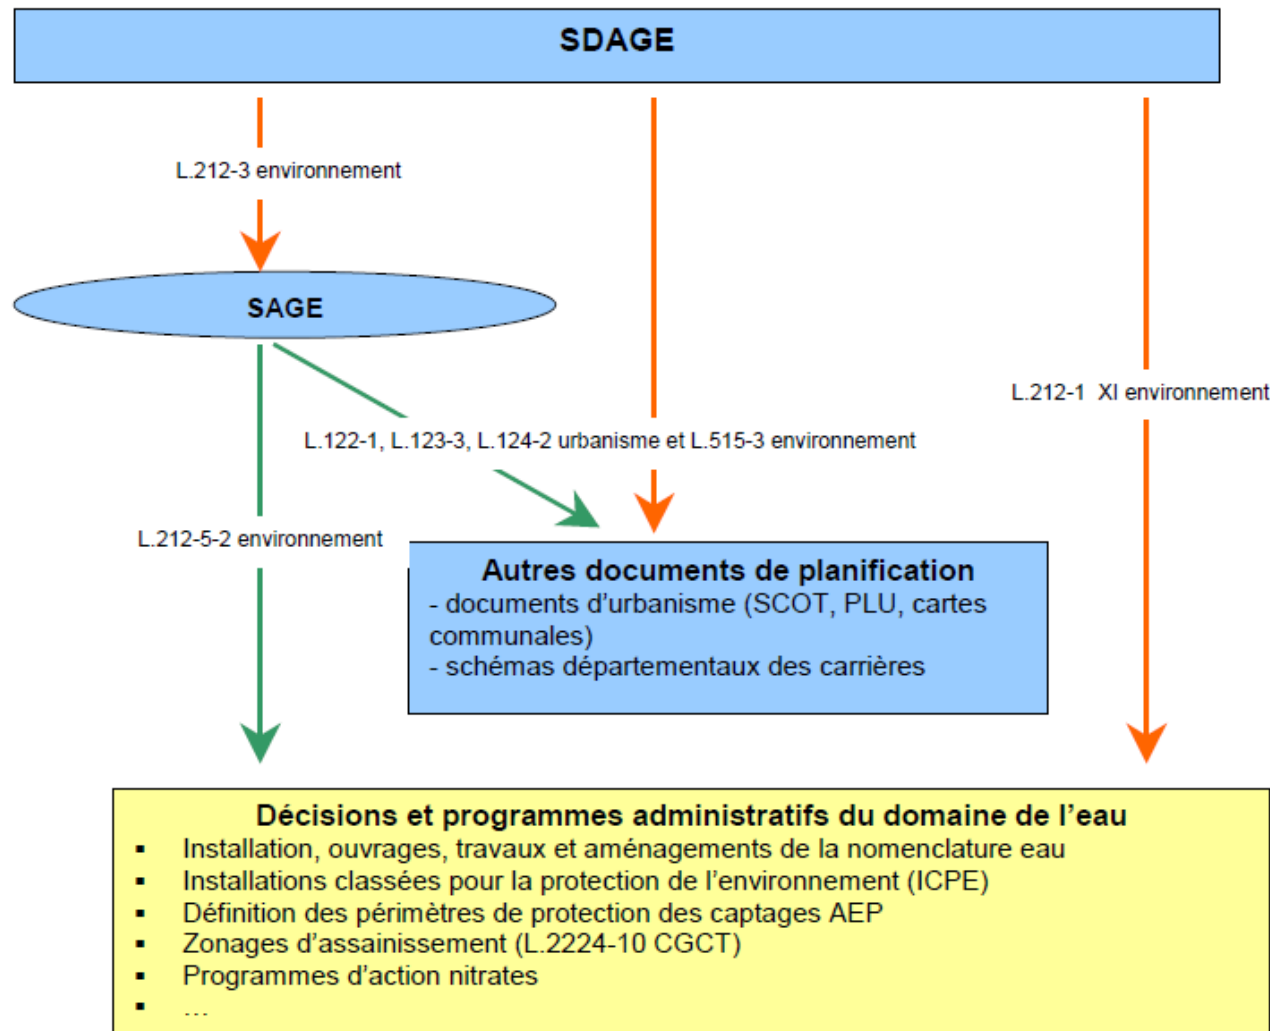 SDAGE
L.212-3 environnement
SAGE
L.212-1 XI environnement
L.122-1, L.123-3, L.124-2 urbanisme et L.515-3 environnement
L.212-5-2 environnement
Autres documents de planification
- documents d'urbanisme (SCOT, PLU, cartes
communales)
- schémas départementaux des carrières
Décisions et programmes administratifs du domaine de l'eau
▪ Installation, ouvrages, travaux et aménagements de la nomenclature eau
▪ Installations classées pour la protection de l'environnement (ICPE)
▪ Définition des périmètres de protection des captages AEP
▪ Zonages d'assainissement (L.2224-10 CGCT)
▪ Programmes d'action nitrates
▪ …